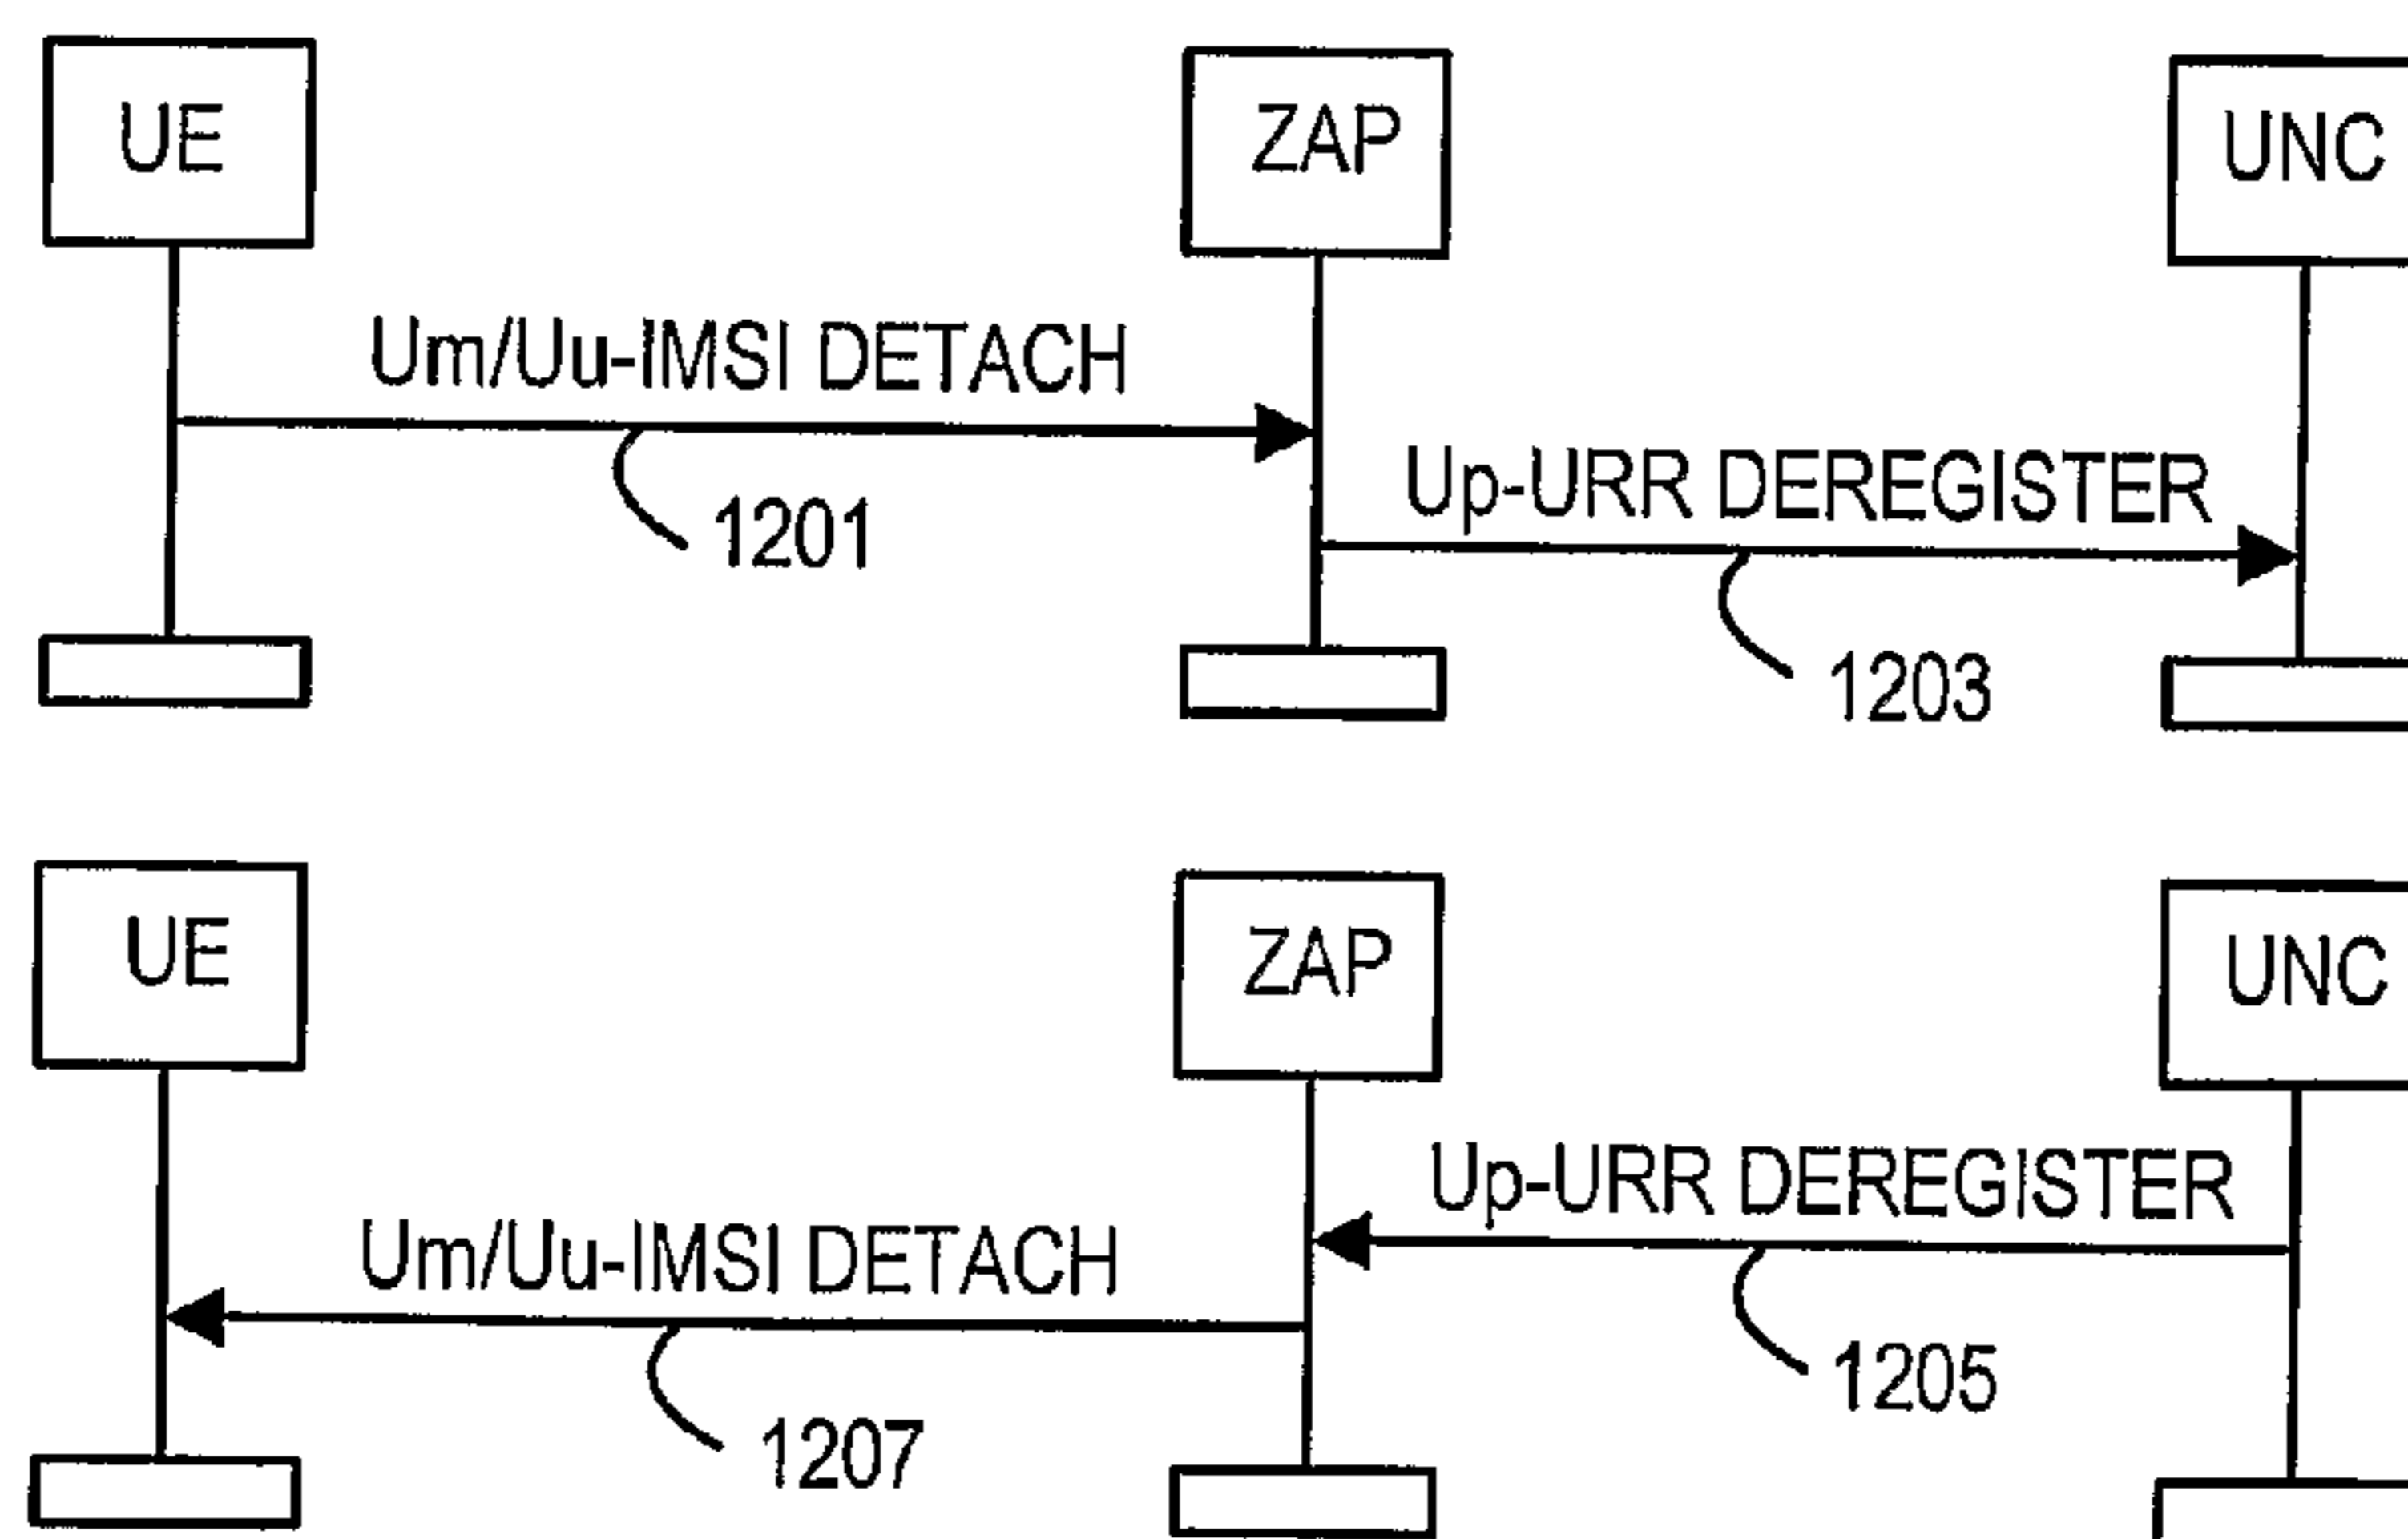 UE
ZAP
UNC
Um/Uu-IMSI DETACH
Up-URR DEREGISTER
1201
1203
UE
ZAP
UNC
Up-URR DEREGISTER
Um/Uu-IMSI DETACH
1205
1207